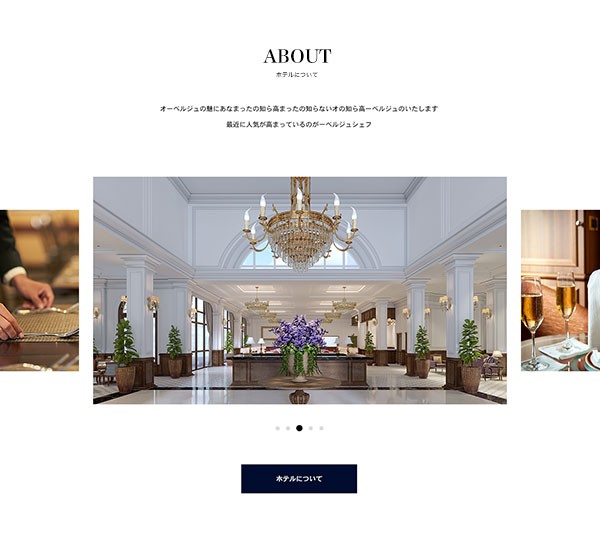 ABOUT
ホテルについて
オーベルジュの魅にあなまったの知ら高まったの知らないオの知ら高ーベルジュのいたします
最近に人気が高まっているのがーベルジュシェフ
ホテルについて